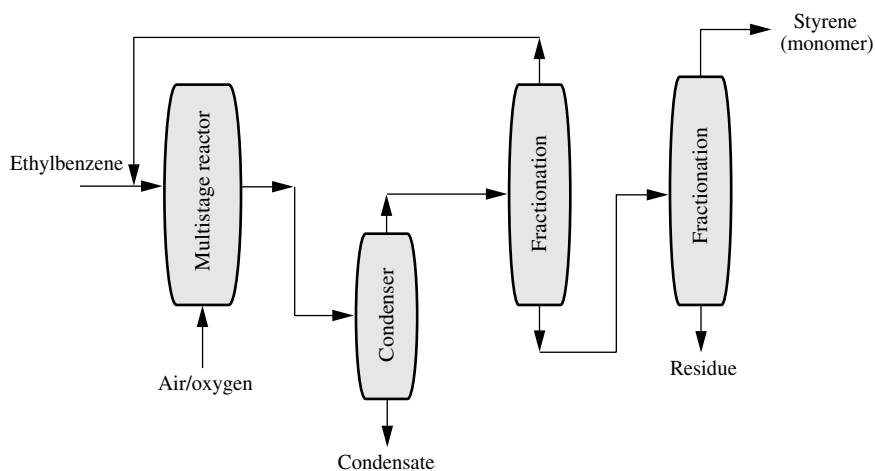 Styrene
(monomer)
Ethylbenzene
Multistage reactor
Fractionation
Fractionation
Condenser
Air/oxygen
Residue
Condensate